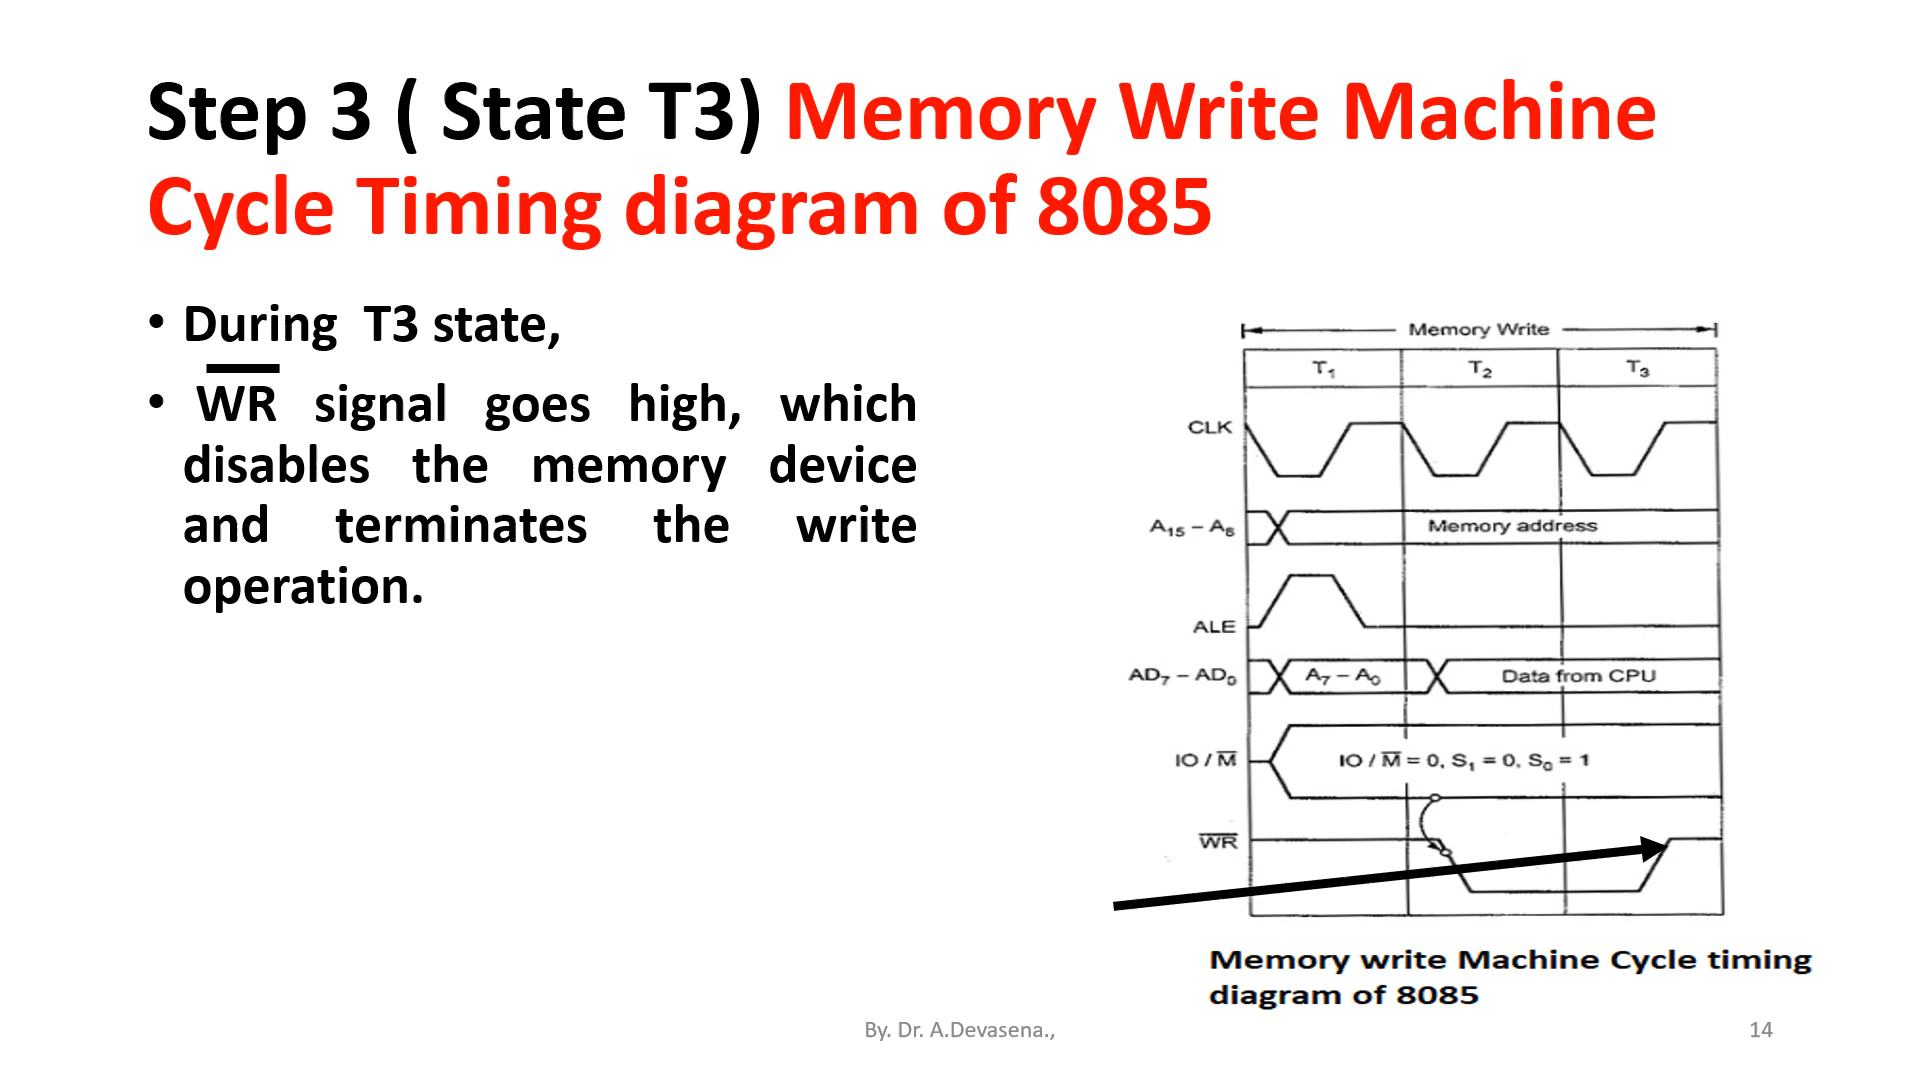 Step 3 ( State T3) Memory Write Machine
Cycle Timing diagram of 8085
• During T3 state,
• W̅R̅ signal goes high, which
disables the memory device
and terminates the write
operation.
Memory Write
T₁ T₂ T₃
CLK
A₁₅ – A₈ Memory address
ALE
AD₇ – AD₀ A₇ – A₀ Data from CPU
IO / M̅ IO / M̅ = 0, S₁ = 0, S₀ = 1
W̅R̅
Memory write Machine Cycle timing
diagram of 8085
By. Dr. A.Devasena., 14